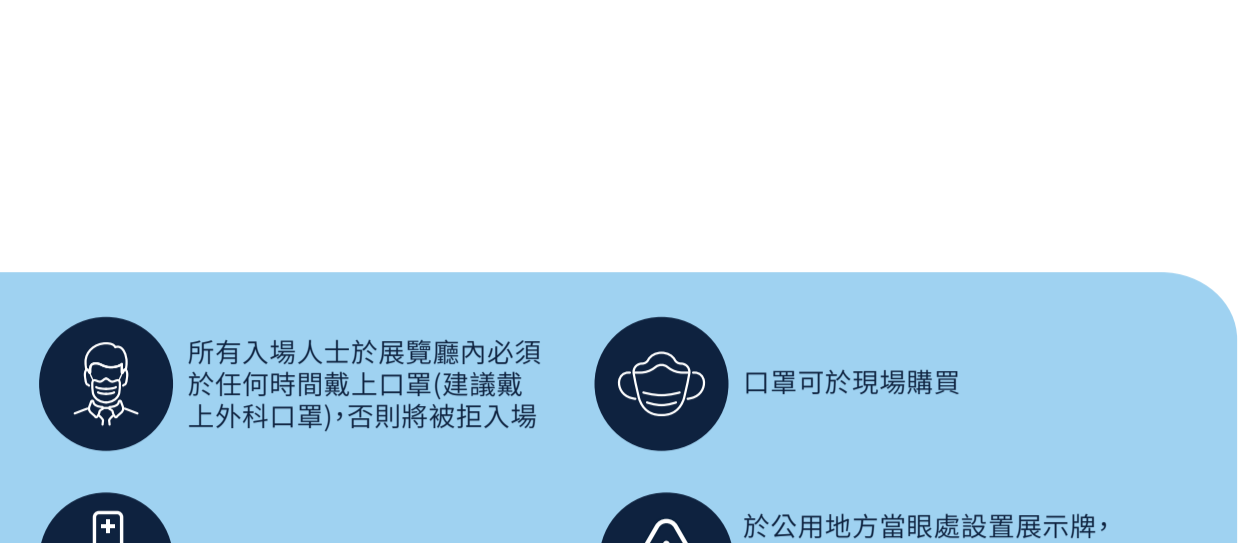 所有入場人士於展覽廳內必須
於任何時間戴上口罩(建議戴
上外科口罩),否則將被拒入場
口罩可於現場購買
於公用地方當眼處設置展示牌,